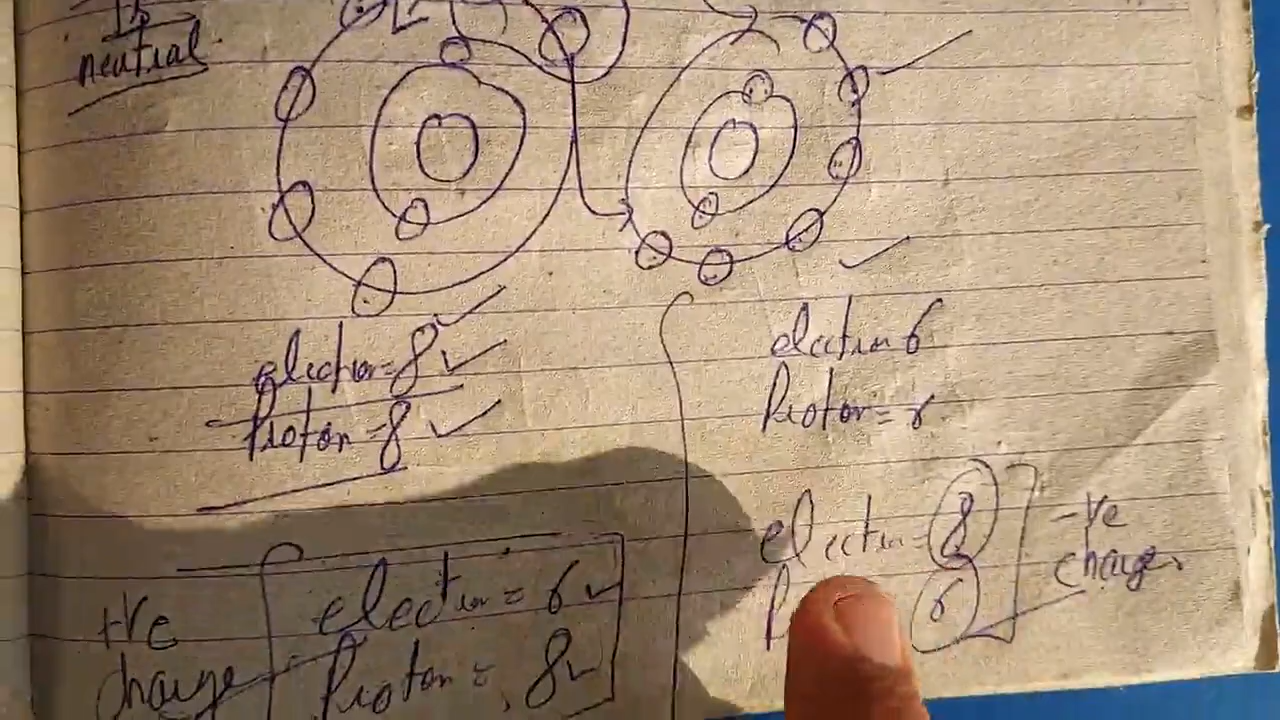 neutral
electron=8
Proton=8
electron 6
Proton= 6
electron=8
6
-ve
charge
+ve
charge
electron=6
Proton= 8